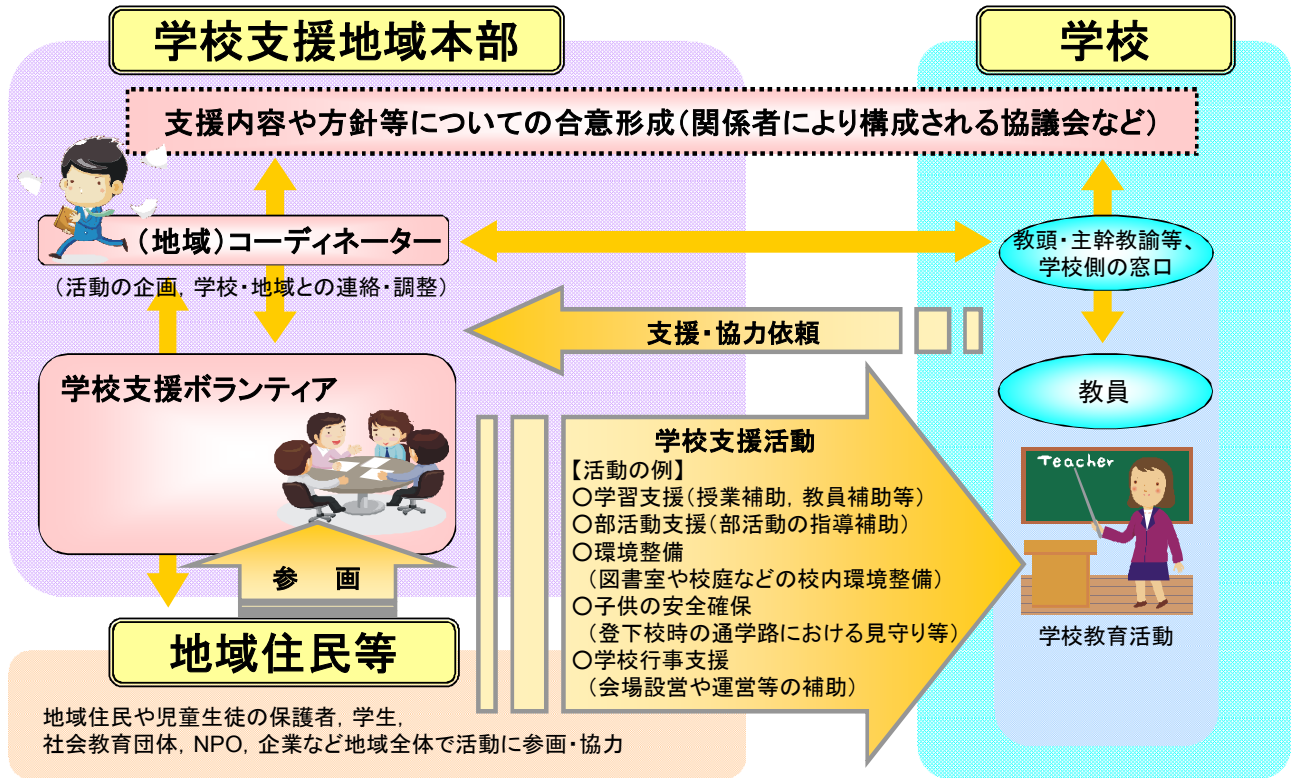 学校支援地域本部
学校
支援内容や方針等についての合意形成（関係者により構成される協議会など）
（地域）コーディネーター
（活動の企画，学校・地域との連絡・調整）
教頭・主幹教諭等、
学校側の窓口
支援・協力依頼
学校支援ボランティア
教員
学校支援活動
【活動の例】
○学習支援（授業補助，教員補助等）
○部活動支援（部活動の指導補助）
○環境整備
（図書室や校庭などの校内環境整備）
○子供の安全確保
（登下校時の通学路における見守り等）
○学校行事支援
（会場設営や運営等の補助）
Teacher
学校教育活動
参　画
地域住民等
地域住民や児童生徒の保護者，学生，
社会教育団体，NPO，企業など地域全体で活動に参画・協力